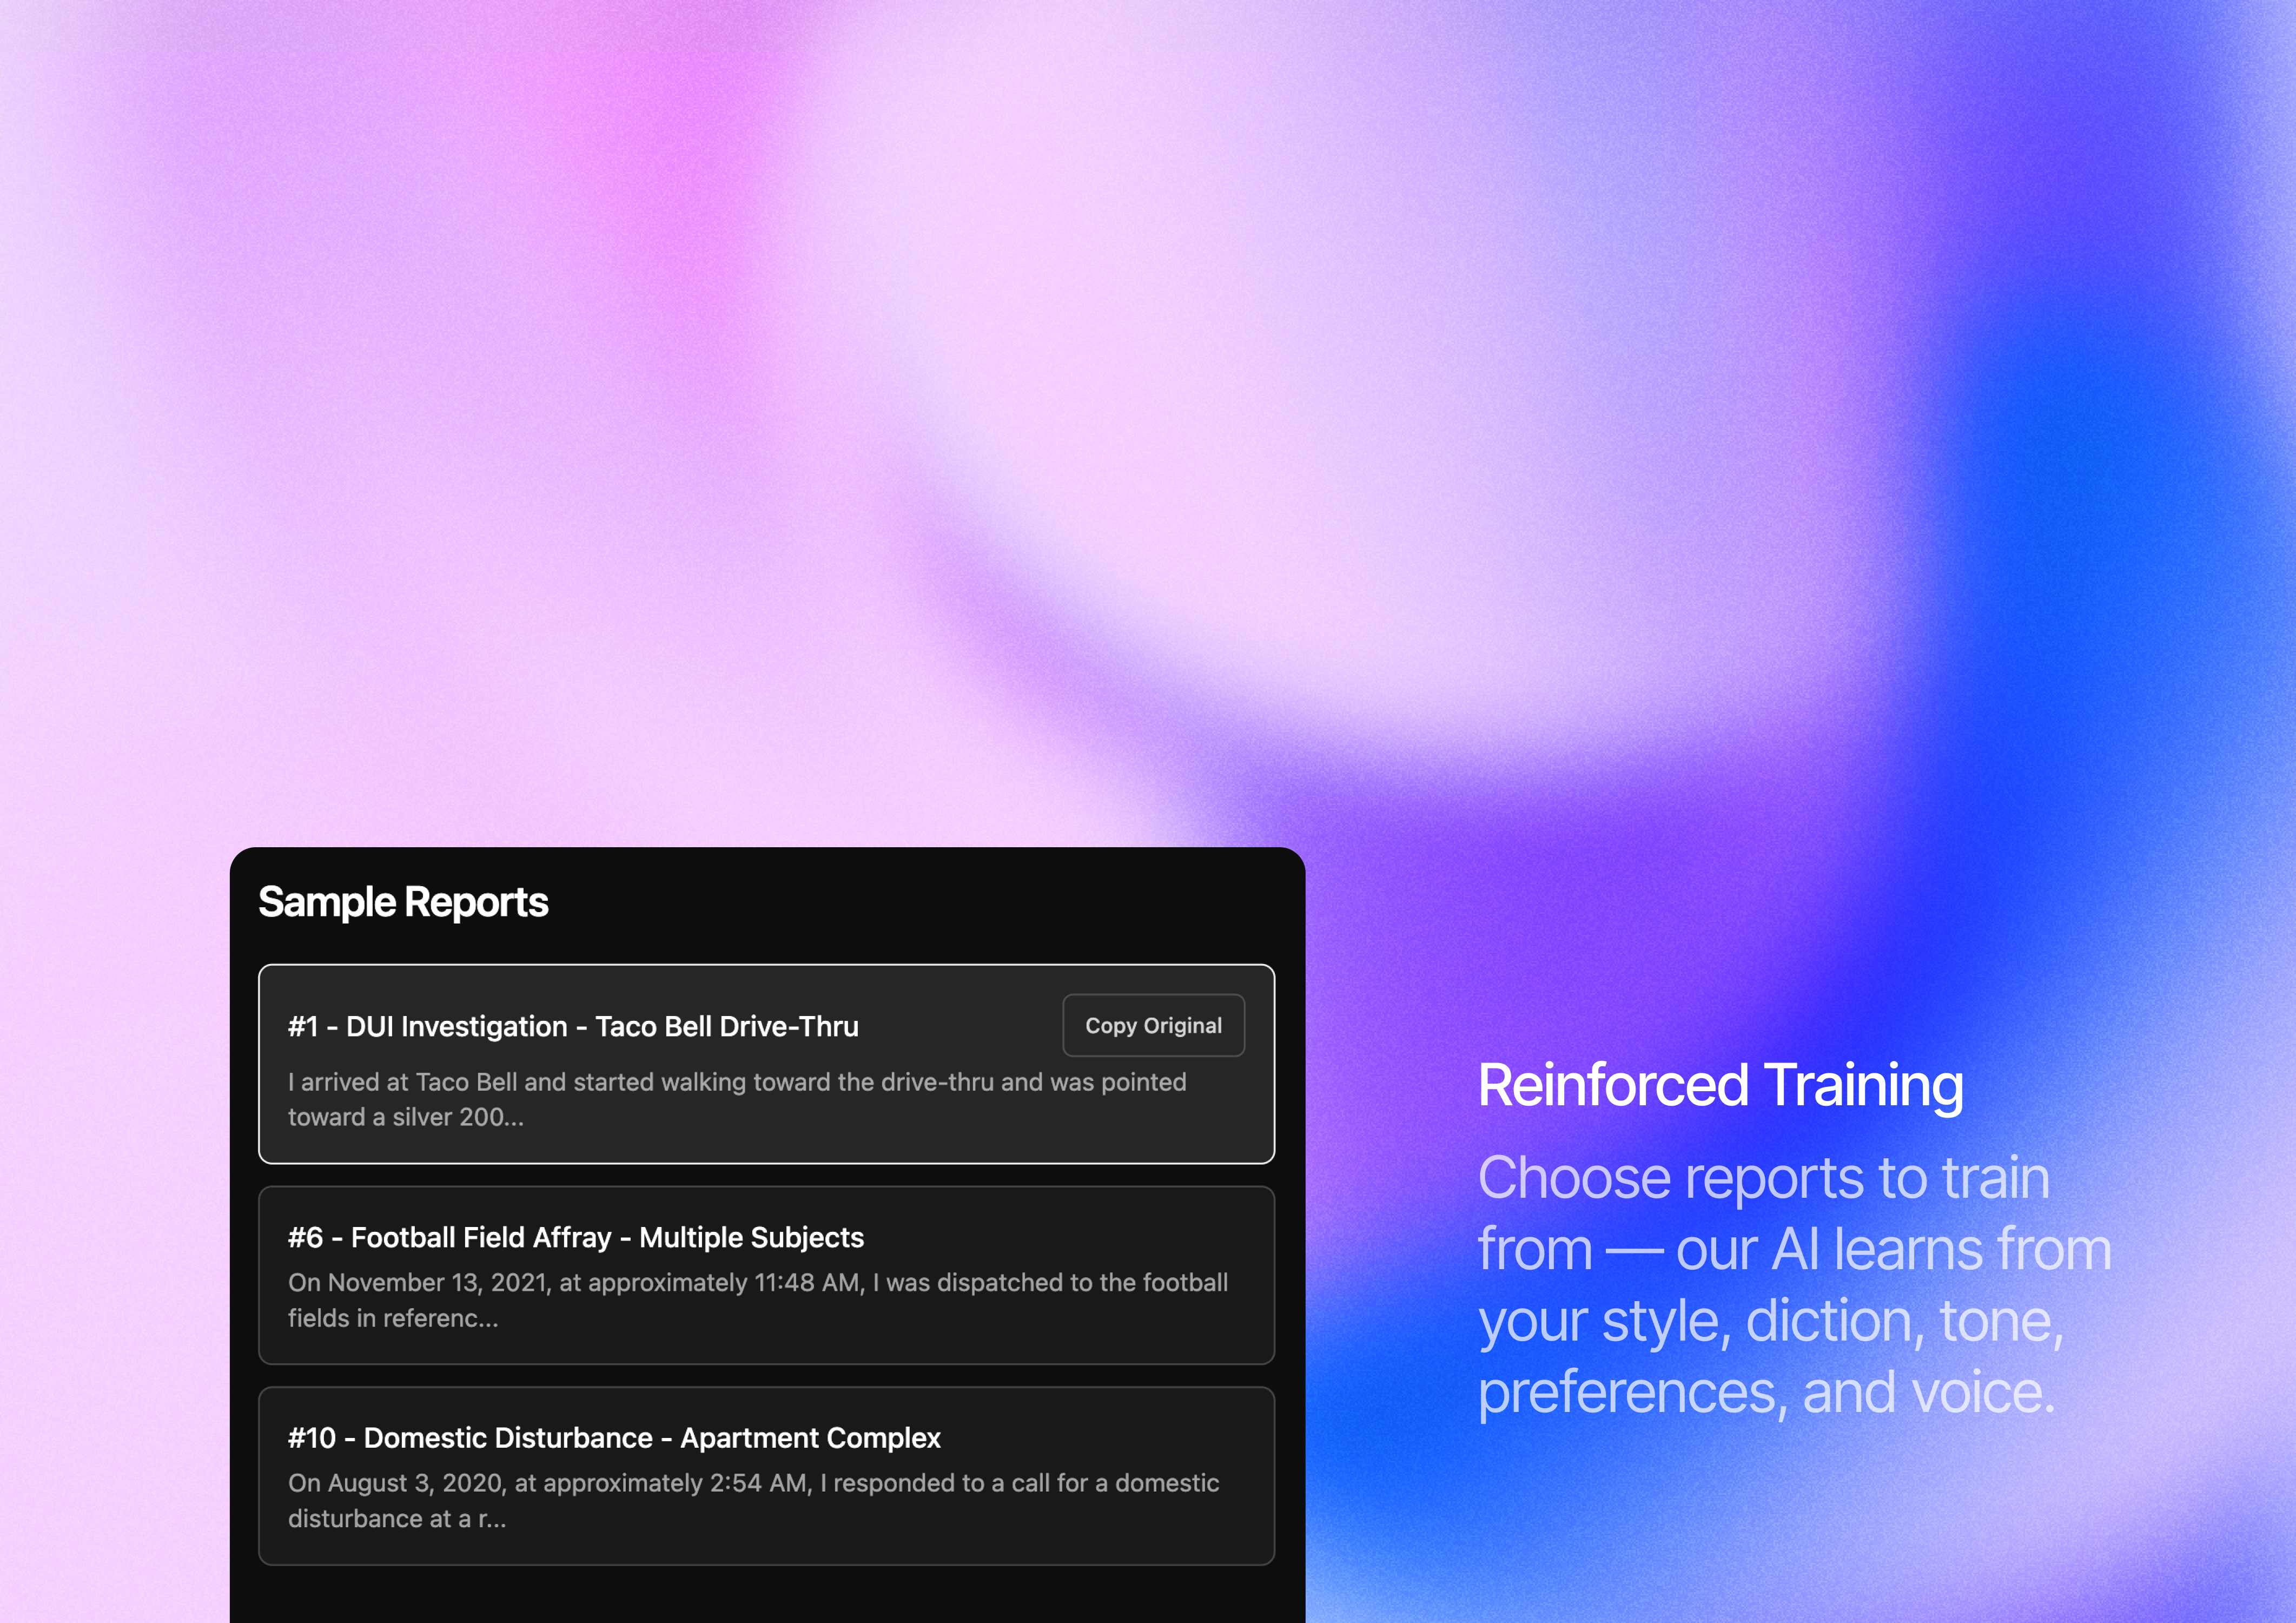 Sample Reports
#1 - DUI Investigation - Taco Bell Drive-Thru
Copy Original
I arrived at Taco Bell and started walking toward the drive-thru and was pointed
toward a silver 200...
#6 - Football Field Affray - Multiple Subjects
On November 13, 2021, at approximately 11:48 AM, I was dispatched to the football
fields in referenc...
#10 - Domestic Disturbance - Apartment Complex
On August 3, 2020, at approximately 2:54 AM, I responded to a call for a domestic
disturbance at a r...
Reinforced Training
Choose reports to train
from — our AI learns from
your style, diction, tone,
preferences, and voice.